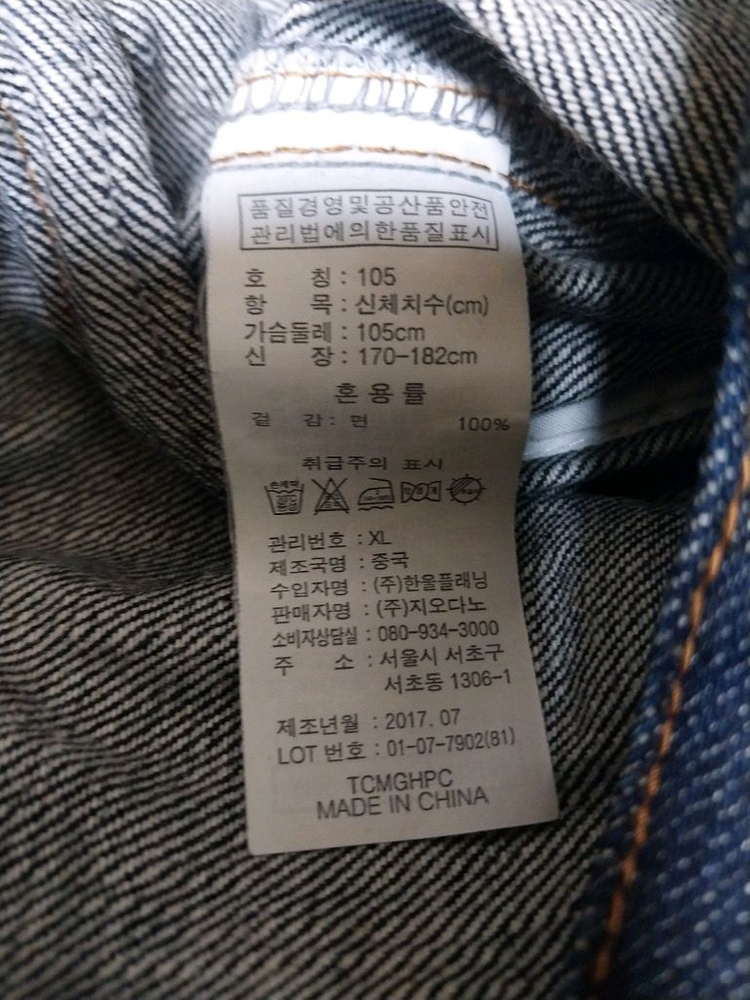 품질경영및공산품안전
관리법에의한품질표시
호 칭 : 105
항 목 : 신체치수(cm)
가슴둘레 : 105cm
신 장 : 170-182cm
혼용률
겉 감 : 면 100%
취급주의 표시
손세탁
관리번호 : XL
제조국명 : 중국
수입자명 : (주)한울플래닝
판매자명 : (주)지오다노
소비자상담실 : 080-934-3000
주 소 : 서울시 서초구
서초동 1306-1
제조년월 : 2017. 07
LOT 번호 : 01-07-7902(81)
TCMGHPC
MADE IN CHINA